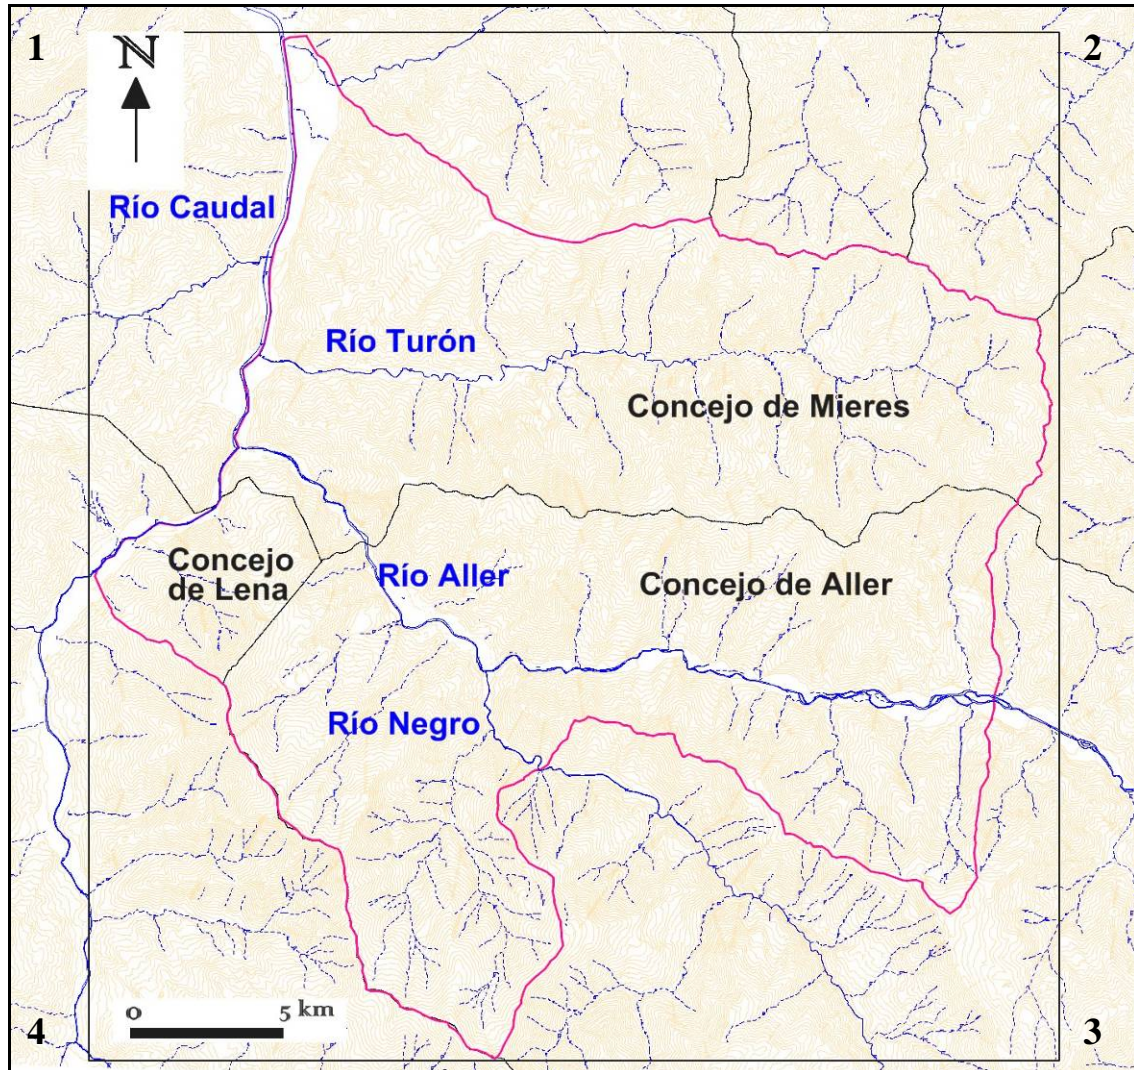 1
N
2
Río Caudal
Río Turón
Concejo de Mieres
Concejo
de Lena
Río Aller
Concejo de Aller
Río Negro
0
5 km
4
3